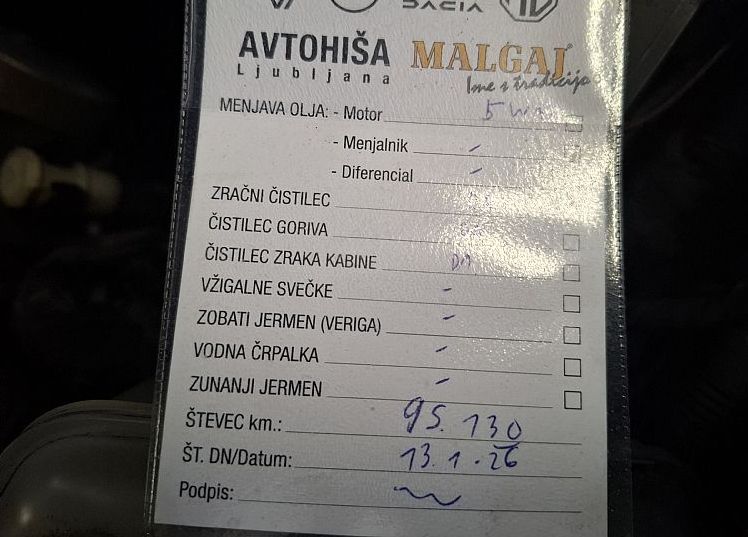 DACIA
AVTOHIŠA MALGAJ
Ljubljana Ime s tradicijo
MENJAVA OLJA: - Motor 5W
- Menjalnik -
- Diferencial -
ZRAČNI ČISTILEC
ČISTILEC GORIVA
ČISTILEC ZRAKA KABINE DA
VŽIGALNE SVEČKE -
ZOBATI JERMEN (VERIGA) -
VODNA ČRPALKA -
ZUNANJI JERMEN -
ŠTEVEC km.: 95.130
ŠT. DN/Datum: 13.1.26
Podpis: